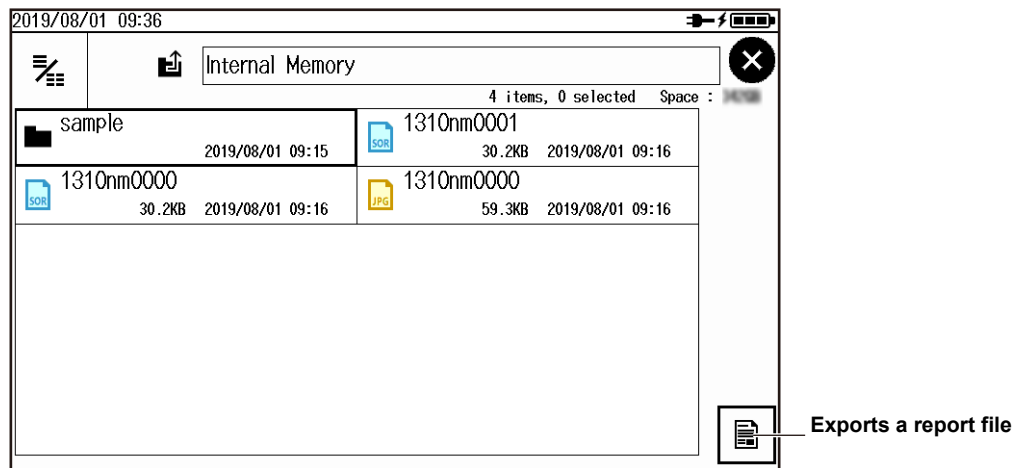 2019/08/01 09:36
Internal Memory
4 items, 0 selected Space :
sample
2019/08/01 09:15
SOR
1310nm0001
30.2KB 2019/08/01 09:16
SOR
1310nm0000
30.2KB 2019/08/01 09:16
JPG
1310nm0000
59.3KB 2019/08/01 09:16
Exports a report file